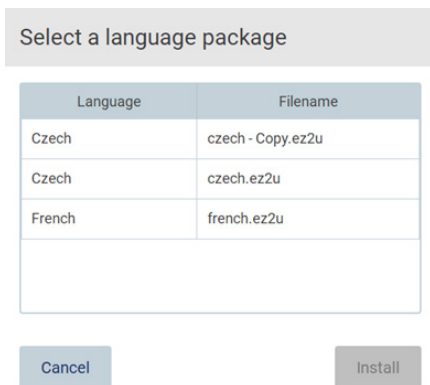 Select a language package
Language Filename
Czech czech - Copy.ez2u
Czech czech.ez2u
French french.ez2u
Cancel Install